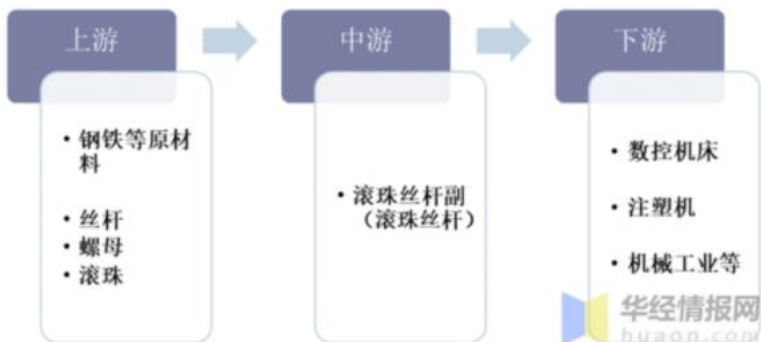 上游
中游
下游
• 钢铁等原材
料
• 丝杆
• 螺母
• 滚珠
• 滚珠丝杆副
（滚珠丝杆）
• 数控机床
• 注塑机
• 机械工业等
华经情报网
huaon.com